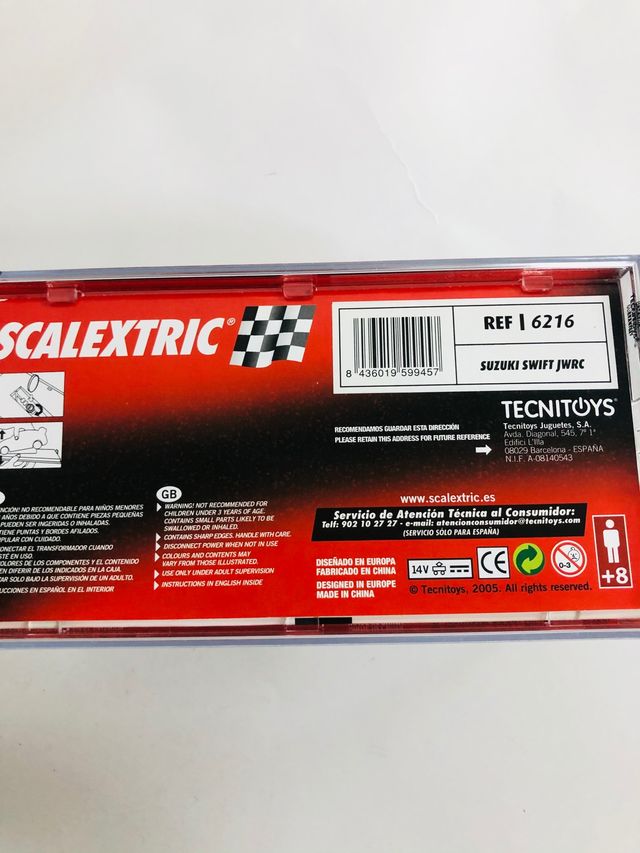 SCALEXTRIC®
8 436019 599457
REF | 6216
SUZUKI SWIFT JWRC
TECNITOYS®
Tecnitoys Juguetes, S.A.
Avda. Diagonal, 545, 7º 1ª
Edifici L'Illa
08029 Barcelona - ESPAÑA
N.I.F. A-08140543
RECOMENDAMOS GUARDAR ESTA DIRECCIÓN
PLEASE RETAIN THIS ADDRESS FOR FUTURE REFERENCE
NCIÓN! NO RECOMENDABLE PARA NIÑOS MENORES
AÑOS DEBIDO A QUE CONTIENE PIEZAS PEQUEÑAS
PUEDEN SER INGERIDAS O INHALADAS.
TIENE PUNTAS Y BORDES AFILADOS.
PULAR CON CUIDADO.
ONECTAR EL TRANSFORMADOR CUANDO
STÉ EN USO.
OLORES DE LOS COMPONENTES Y EL CONTENIDO
EN DIFERIR DE LOS INDICADOS EN LA CAJA.
AR SOLO BAJO LA SUPERVISIÓN DE UN ADULTO.
UCCIONES EN ESPAÑOL EN EL INTERIOR
GB
WARNING! NOT RECOMMENDED FOR
CHILDREN UNDER 3 YEARS OF AGE.
CONTAINS SMALL PARTS LIKELY TO BE
SWALLOWED OR INHALED.
CONTAINS SHARP EDGES. HANDLE WITH CARE.
DISCONNECT POWER WHEN NOT IN USE
COLOURS AND CONTENTS MAY
VARY FROM THOSE ILLUSTRATED.
USE ONLY UNDER ADULT SUPERVISION
INSTRUCTIONS IN ENGLISH INSIDE
www.scalextric.es
Servicio de Atención Técnica al Consumidor:
Telf: 902 10 27 27 - e-mail: atencionconsumidor@tecnitoys.com
(SERVICIO SÓLO PARA ESPAÑA)
DISEÑADO EN EUROPA
FABRICADO EN CHINA
DESIGNED IN EUROPE
MADE IN CHINA
14V
CE
0-3
+8
© Tecnitoys, 2005. All rights reserved.